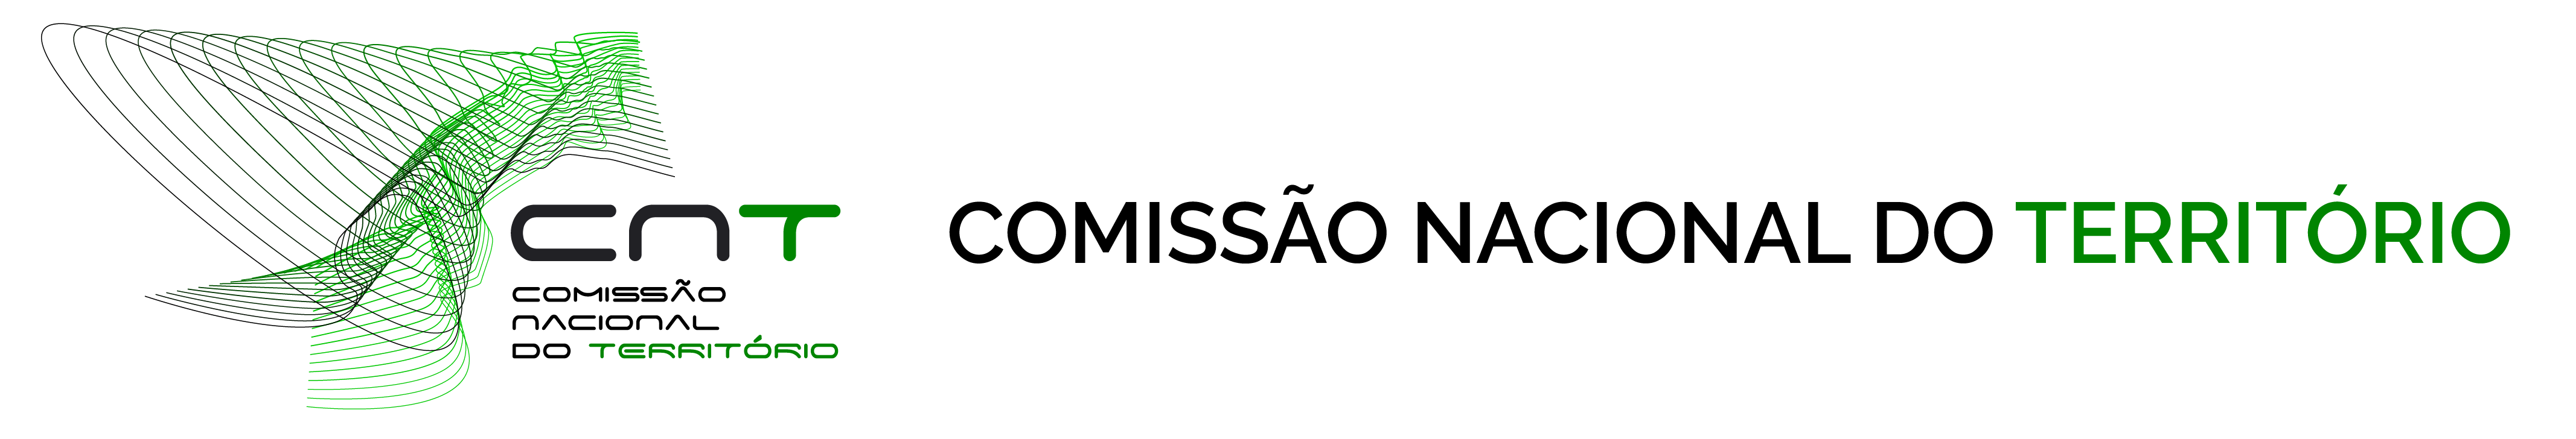 CNT
COMISSÃO
NACIONAL
DO TERRITÓRIO
COMISSÃO NACIONAL DO TERRITÓRIO